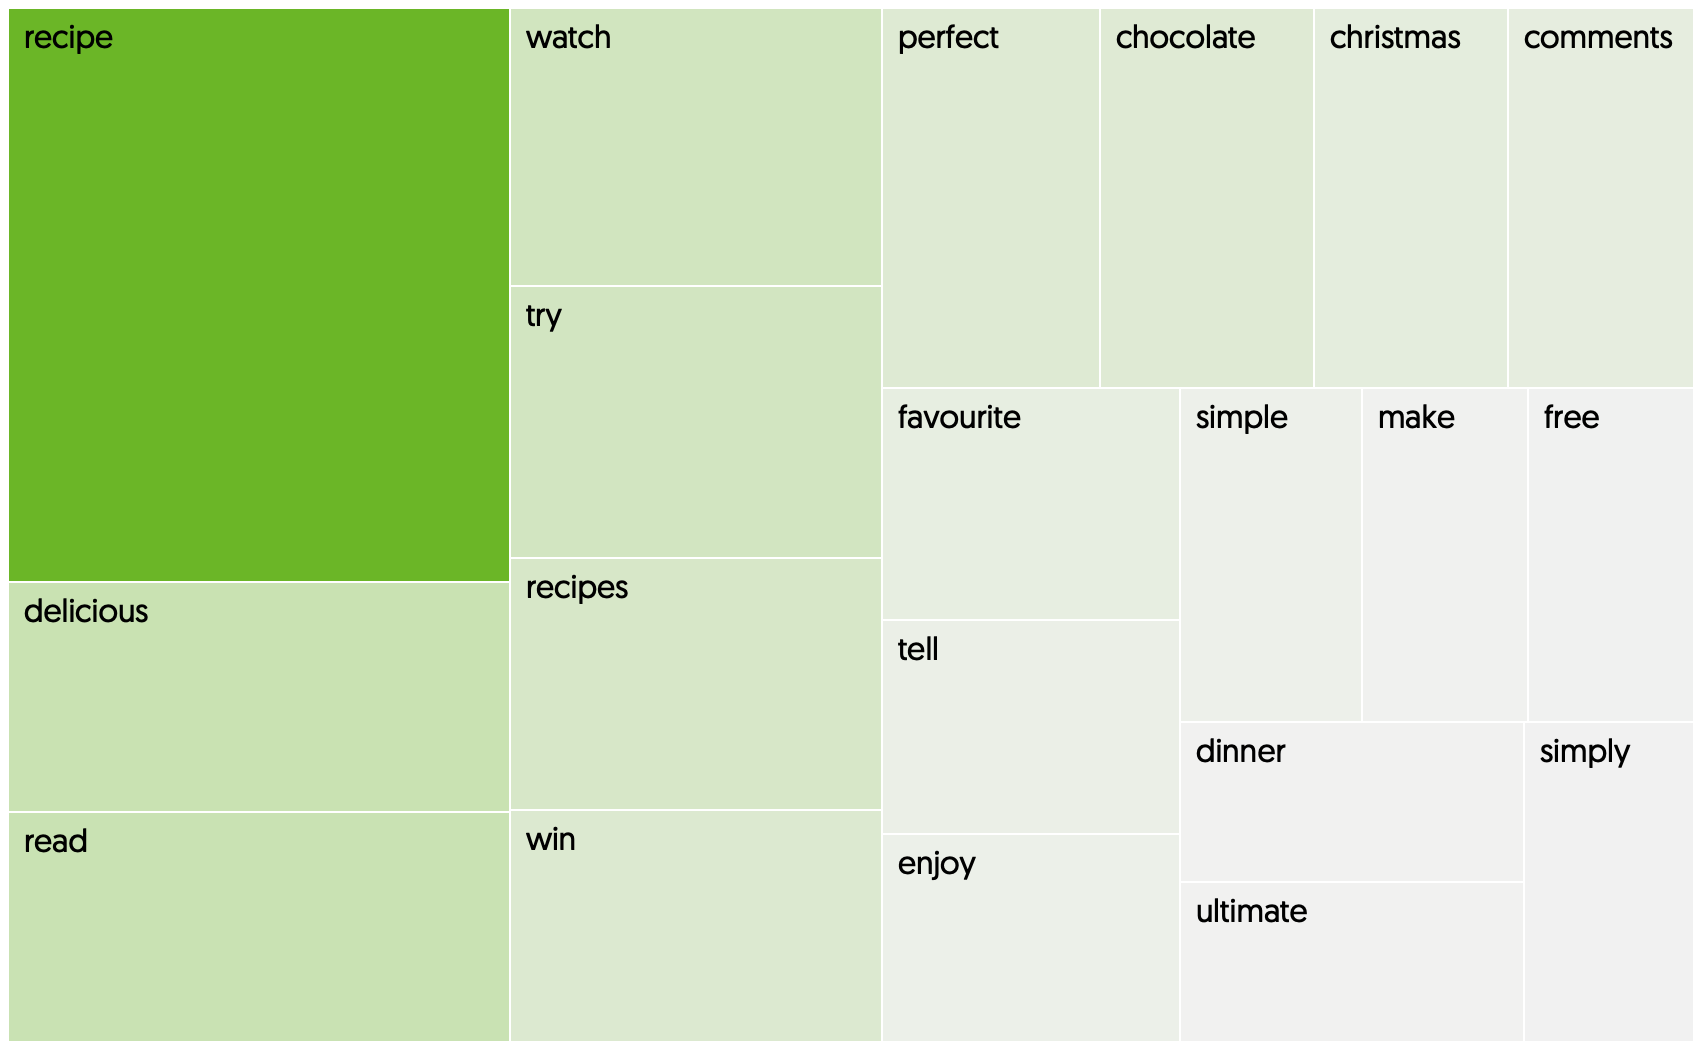 recipe
delicious
read
watch
try
recipes
win
perfect
chocolate
christmas
comments
favourite
tell
enjoy
simple
make
free
dinner
ultimate
simply